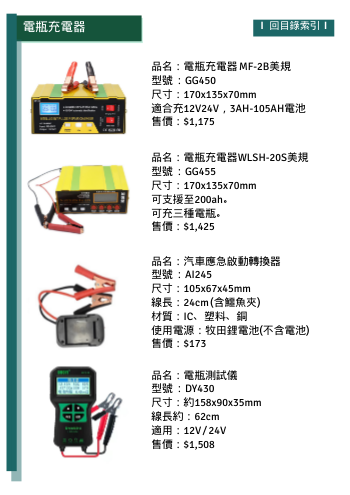 電瓶充電器
I 回目錄索引 I
品名：電瓶充電器 MF-2B美規
型號：GG450
尺寸：170x135x70mm
適合充12V24V，3AH-105AH電池
售價：$1,175
品名：電瓶充電器WLSH-20S美規
型號：GG455
尺寸：170x135x70mm
可支援至200ah。
可充三種電瓶。
售價：$1,425
品名：汽車應急啟動轉換器
型號：AI245
尺寸：105x67x45mm
線長：24cm(含鱷魚夾)
材質：IC、塑料、銅
使用電源：牧田鋰電池(不含電池)
售價：$173
品名：電瓶測試儀
型號：DY430
尺寸：約158x90x35mm
線長約：62cm
適用：12V/24V
售價：$1,508